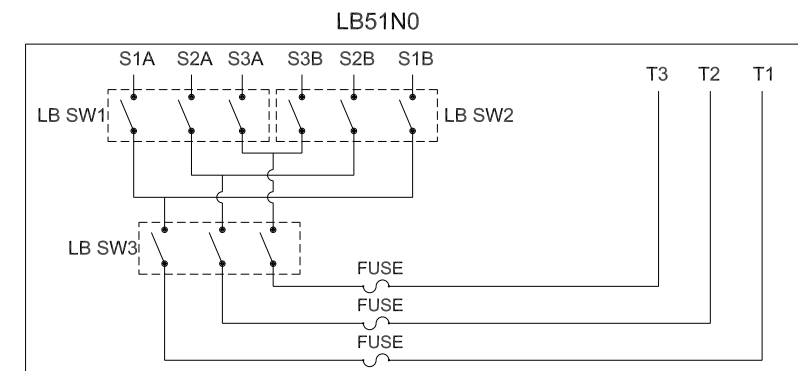 LB51N0
S1A S2A S3A S3B S2B S1B
T3 T2 T1
LB SW1
LB SW2
LB SW3
FUSE
FUSE
FUSE